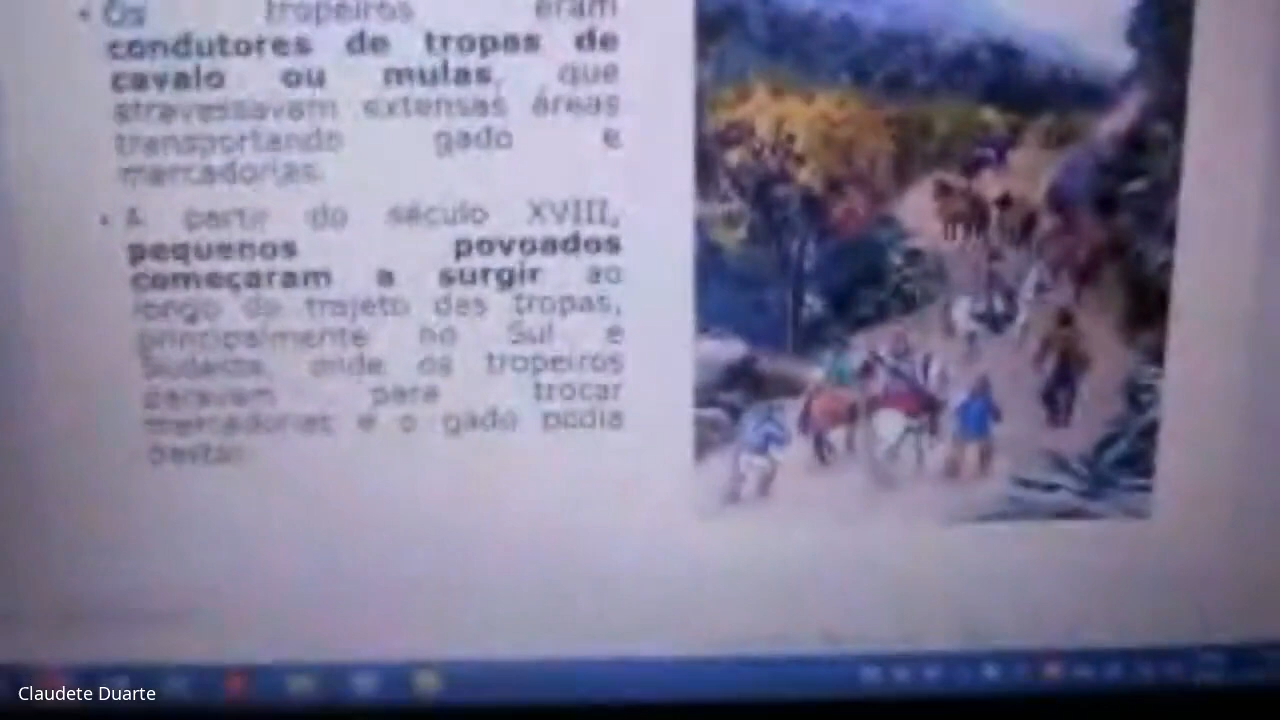 • Os tropeiros eram
condutores de tropas de
cavalo ou mulas, que
atravessavam extensas áreas
transportando gado e
mercadorias.
• A partir do século XVIII,
pequenos povoados
começaram a surgir ao
longo do trajeto das tropas,
principalmente no Sul e
Sudeste, onde os tropeiros
paravam para trocar
mercadorias e o gado podia
pastar.
Claudete Duarte